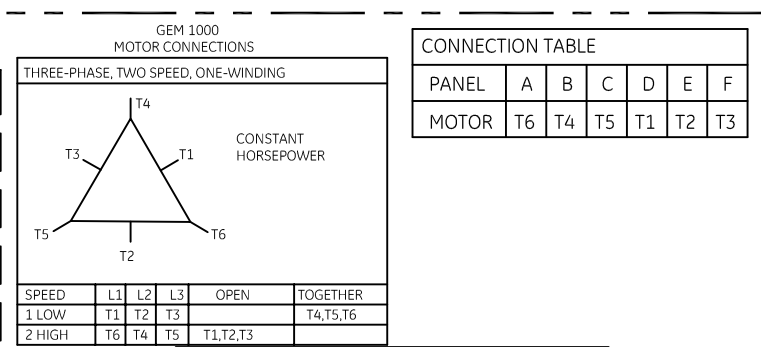 GEM 1000
MOTOR CONNECTIONS
THREE-PHASE, TWO SPEED, ONE-WINDING
T4
T3
T1
CONSTANT
HORSEPOWER
T5
T6
T2
SPEED L1 L2 L3 OPEN TOGETHER
1 LOW T1 T2 T3 T4,T5,T6
2 HIGH T6 T4 T5 T1,T2,T3
CONNECTION TABLE
PANEL A B C D E F
MOTOR T6 T4 T5 T1 T2 T3